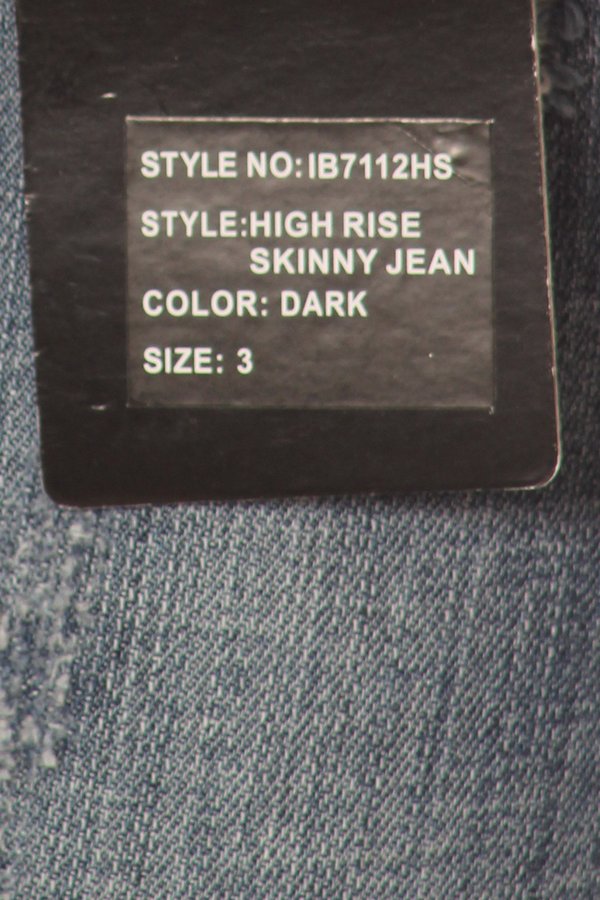 STYLE NO:IB7112HS
STYLE:HIGH RISE
SKINNY JEAN
COLOR: DARK
SIZE: 3